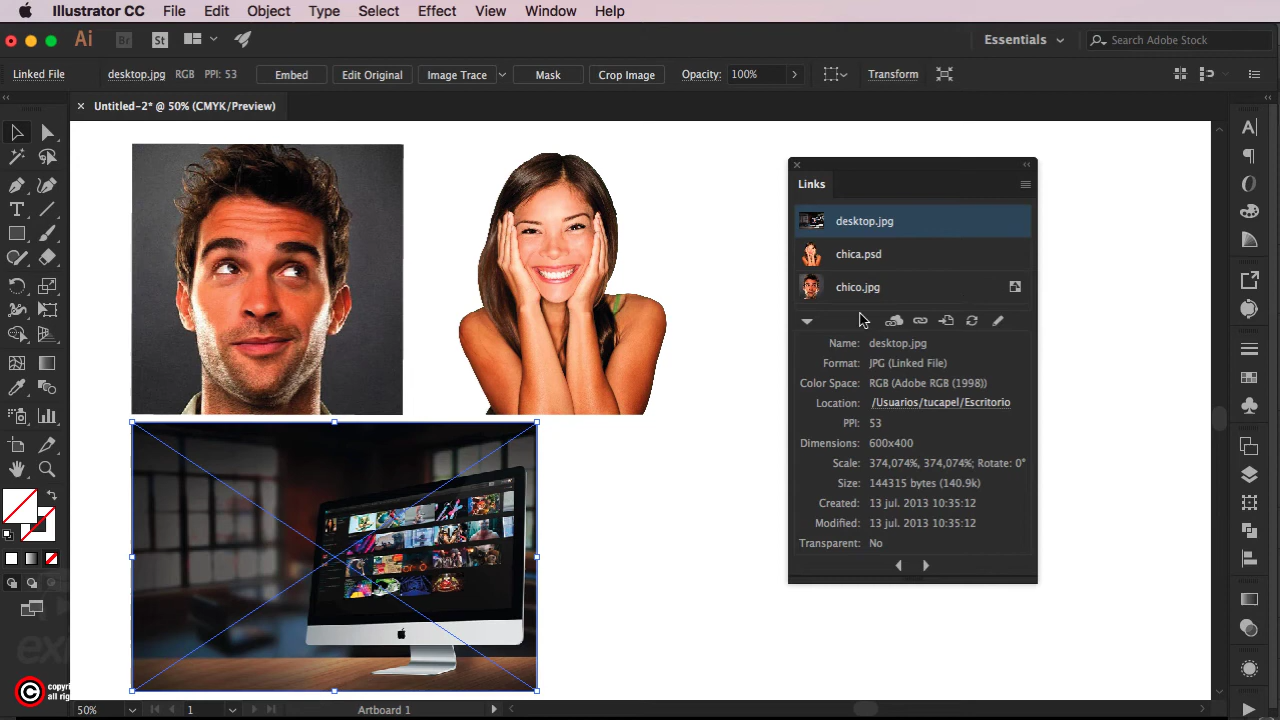 Illustrator CC File Edit Object Type Select Effect View Window Help
Ai Br St Essentials Search Adobe Stock
Linked File desktop.jpg RGB PPI: 53 Embed Edit Original Image Trace Mask Crop Image Opacity: 100% Transform
× Untitled-2* @ 50% (CMYK/Preview)
Links
desktop.jpg
chica.psd
chico.jpg
Name: desktop.jpg
Format: JPG (Linked File)
Color Space: RGB (Adobe RGB (1998))
Location: /Usuarios/tucapel/Escritorio
PPI: 53
Dimensions: 600x400
Scale: 374,074%, 374,074%; Rotate: 0°
Size: 144315 bytes (140.9k)
Created: 13 jul. 2013 10:35:12
Modified: 13 jul. 2013 10:35:12
Transparent: No
50% 1 Artboard 1